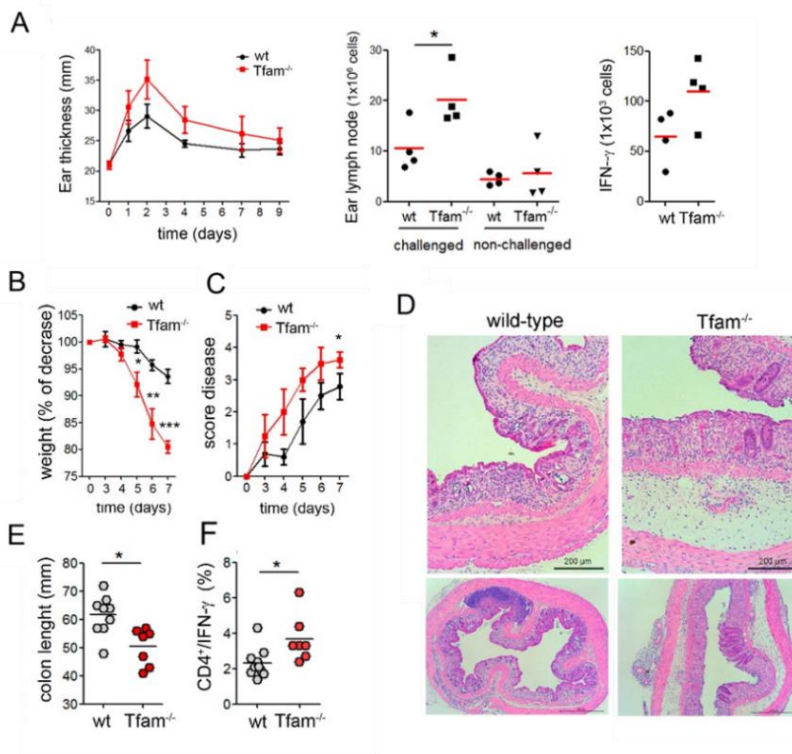 A
Ear thickness (mm)
40
35
30
25
20
15
wt
Tfam-/-
0 1 2 3 4 5 6 7 8 9
time (days)
Ear lymph node (1x10⁶ cells)
30
20
10
0
*
wt Tfam-/- wt Tfam-/-
challenged non-challenged
IFN--γ (1x10³ cells)
150
100
50
0
wt Tfam-/-
B
weight (% of decrase)
105
100
95
90
85
80
75
wt
Tfam-/-
*
**
***
0 3 4 5 6 7
time (days)
C
score disease
5
4
3
2
1
0
wt
Tfam-/-
*
0 3 4 5 6 7
time (days)
D
wild-type Tfam-/-
200 µm 200 µm
E
colon lenght (mm)
80
70
60
50
40
30
*
wt Tfam-/-
F
CD4⁺/IFN-γ (%)
8
6
4
2
0
*
wt Tfam-/-